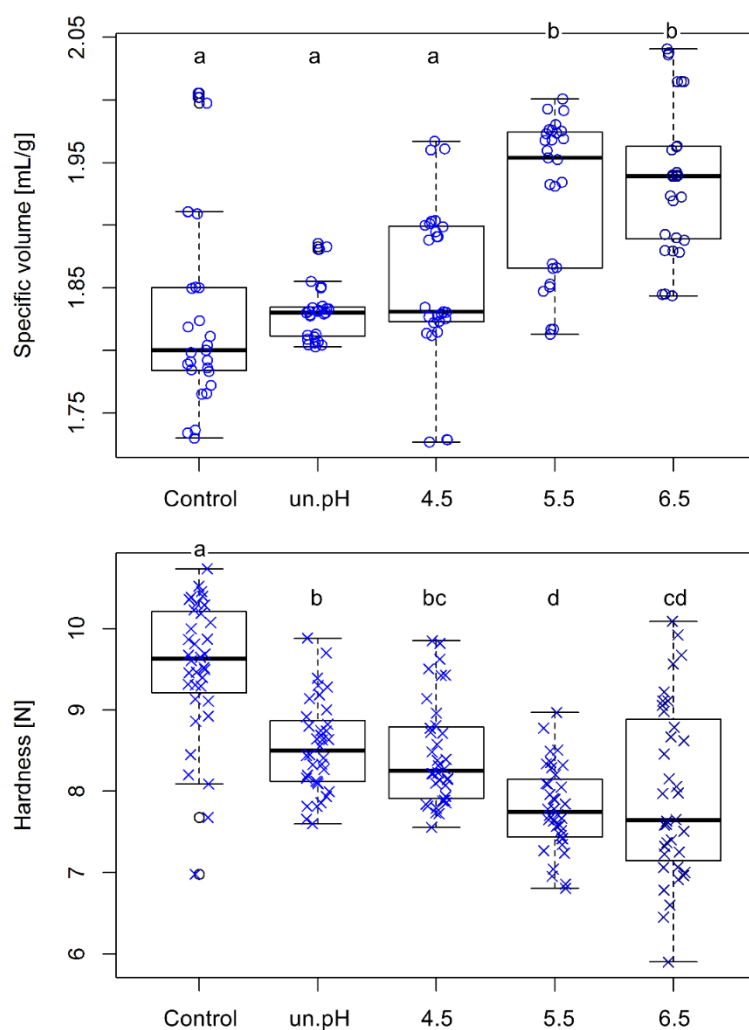 2.05
a a a b b
1.95
1.85
1.75
Specific volume [mL/g]
Control un.pH 4.5 5.5 6.5
a
b bc d cd
10
9
8
7
6
Hardness [N]
Control un.pH 4.5 5.5 6.5